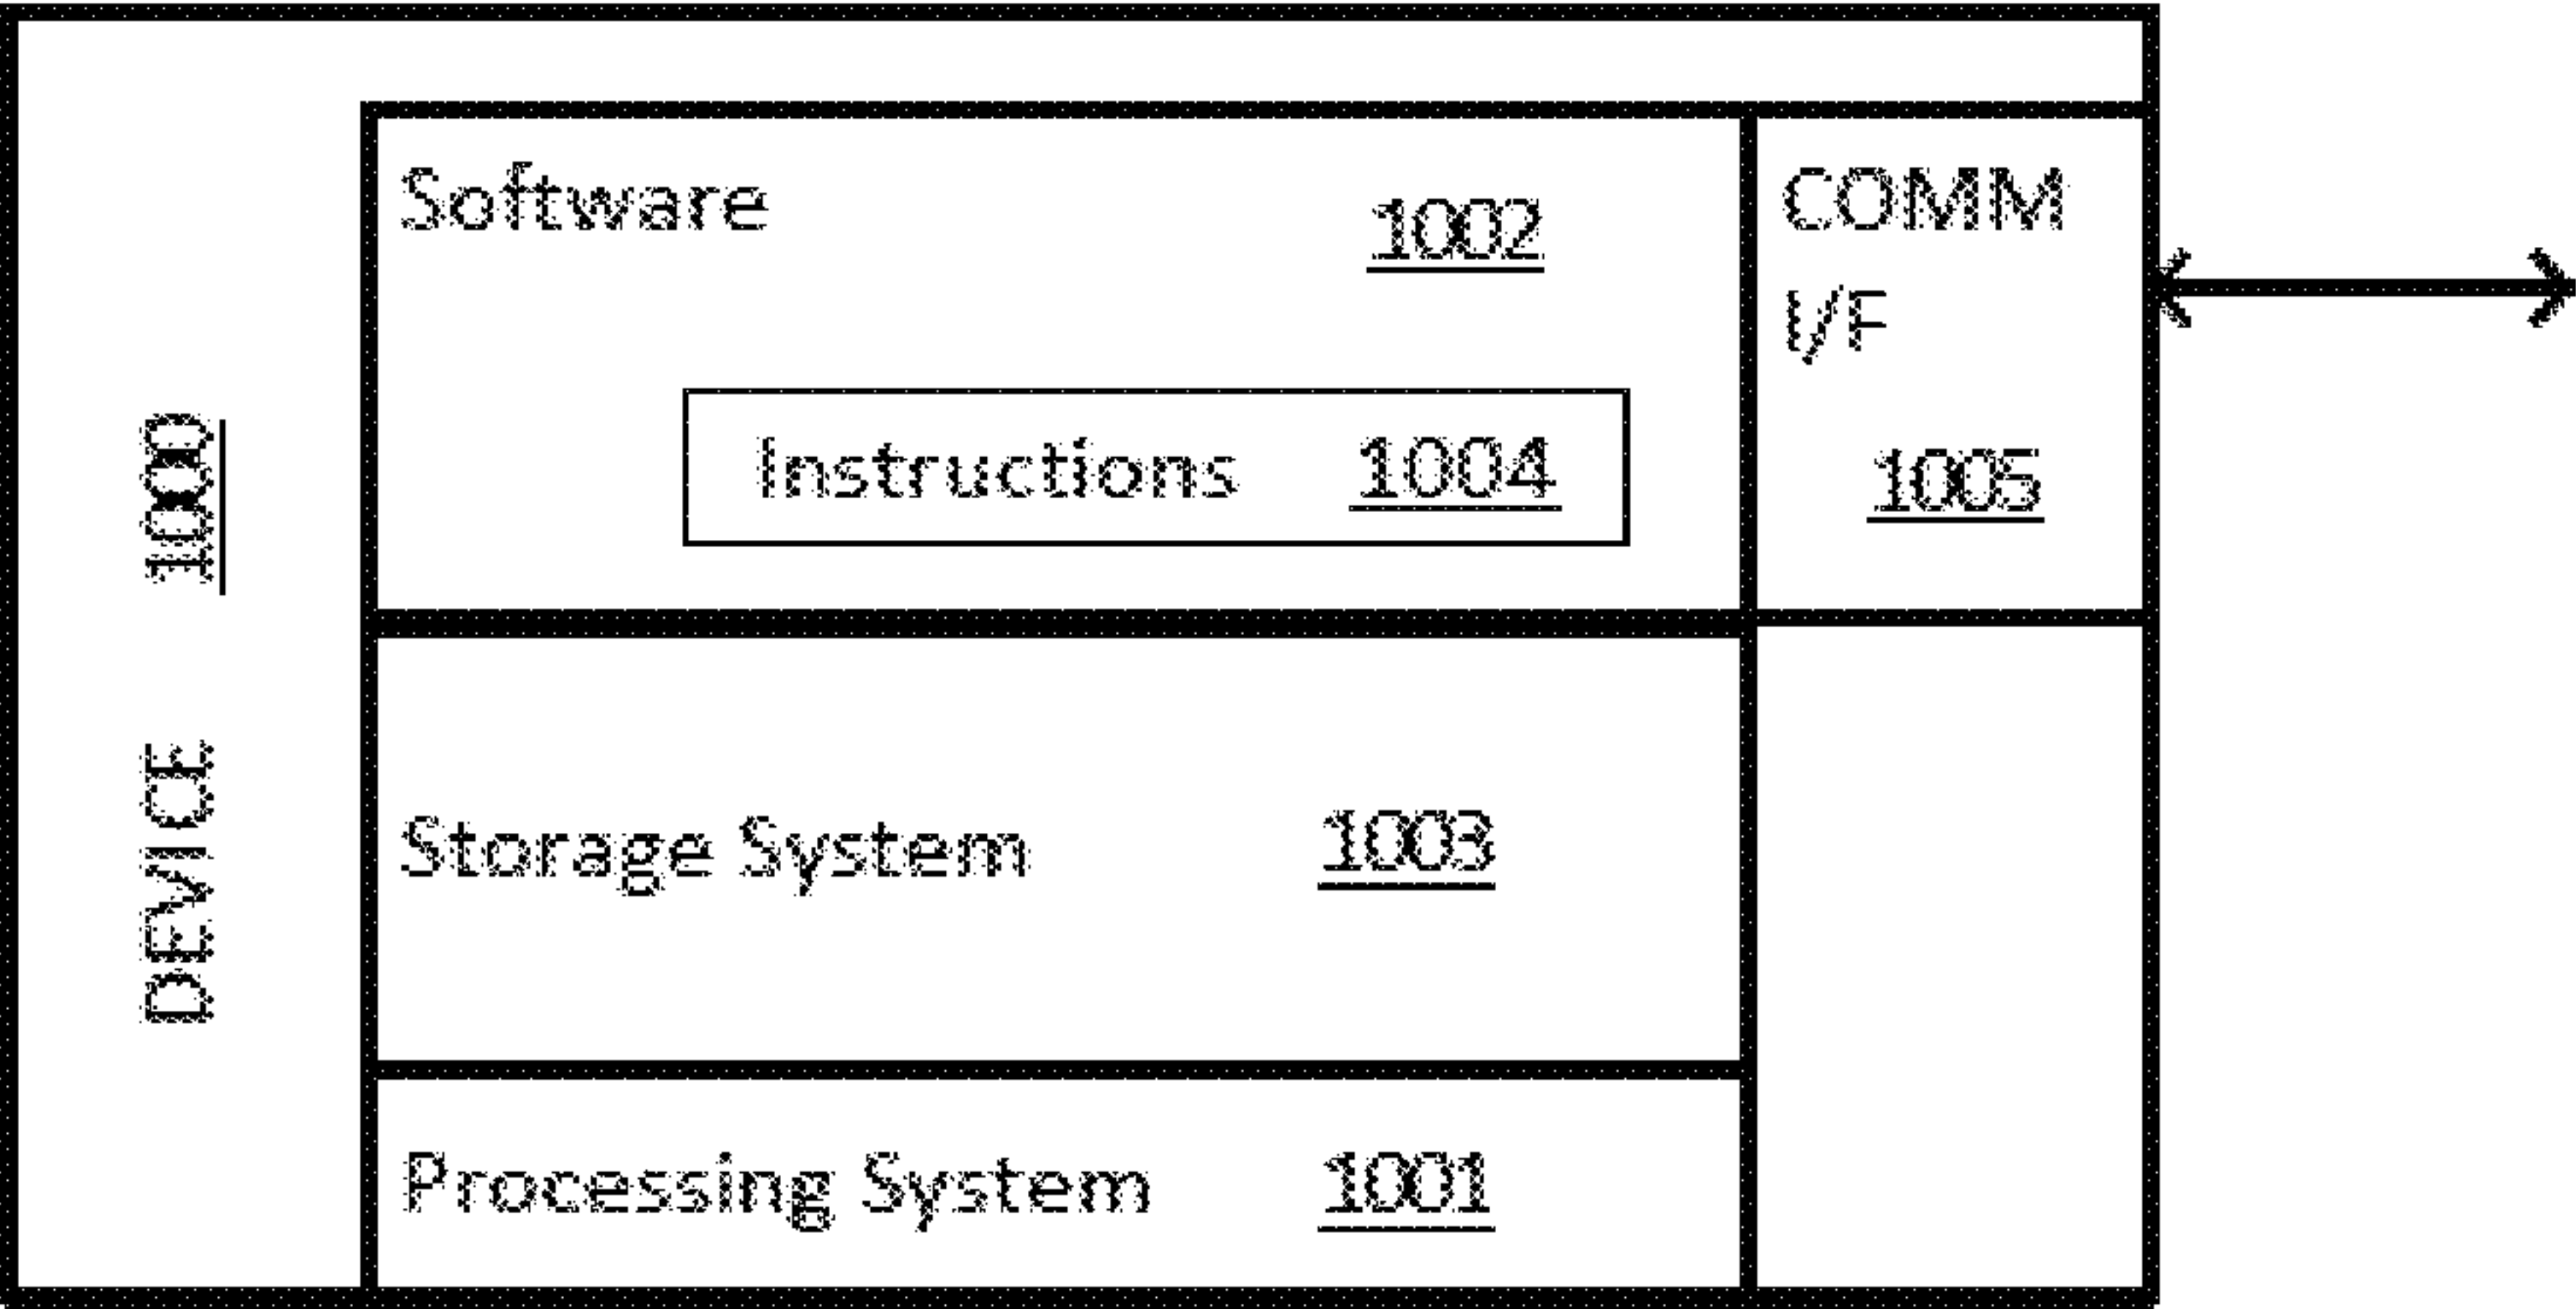 DEVICE 1000
Software 1002
Instructions 1004
COMM
I/F
1005
Storage System 1003
Processing System 1001